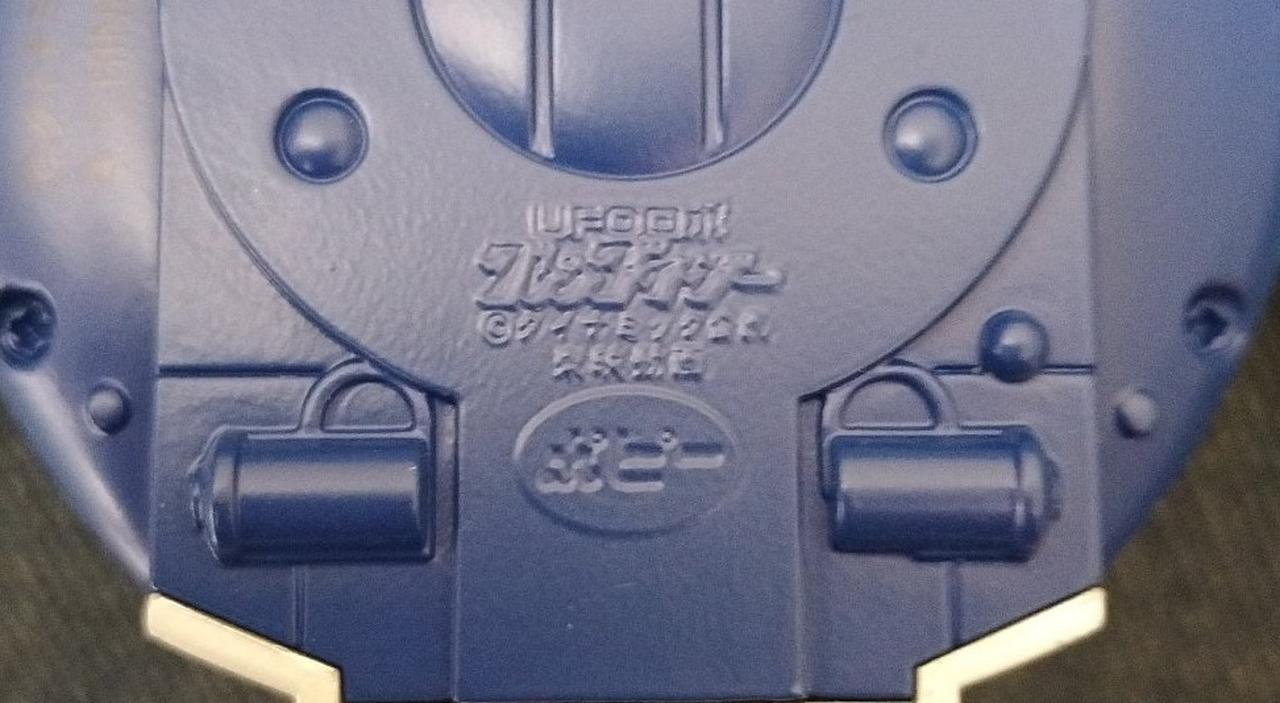 UFOロボ
グレンダイザー
©ダイナミック企画
東映動画
ポピー